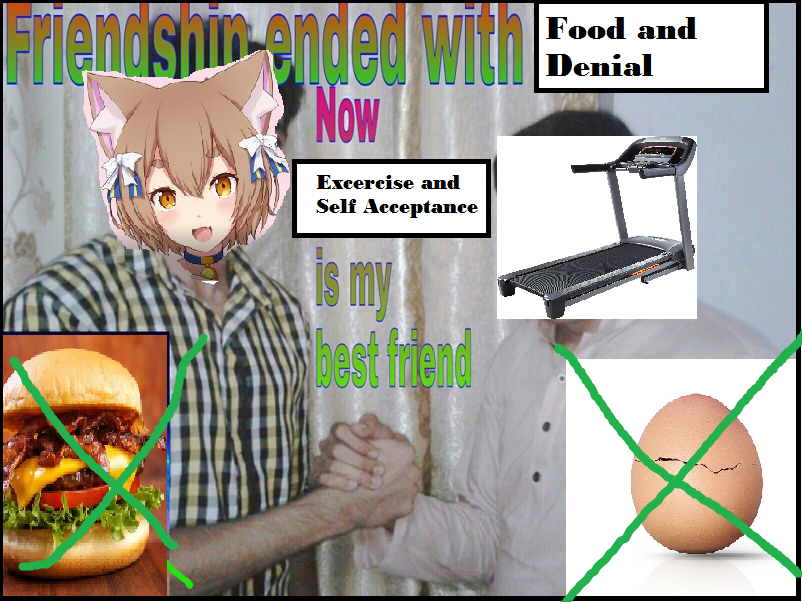 Friendship ended with
Food and
Denial
Now
Excercise and
Self Acceptance
is my
best friend